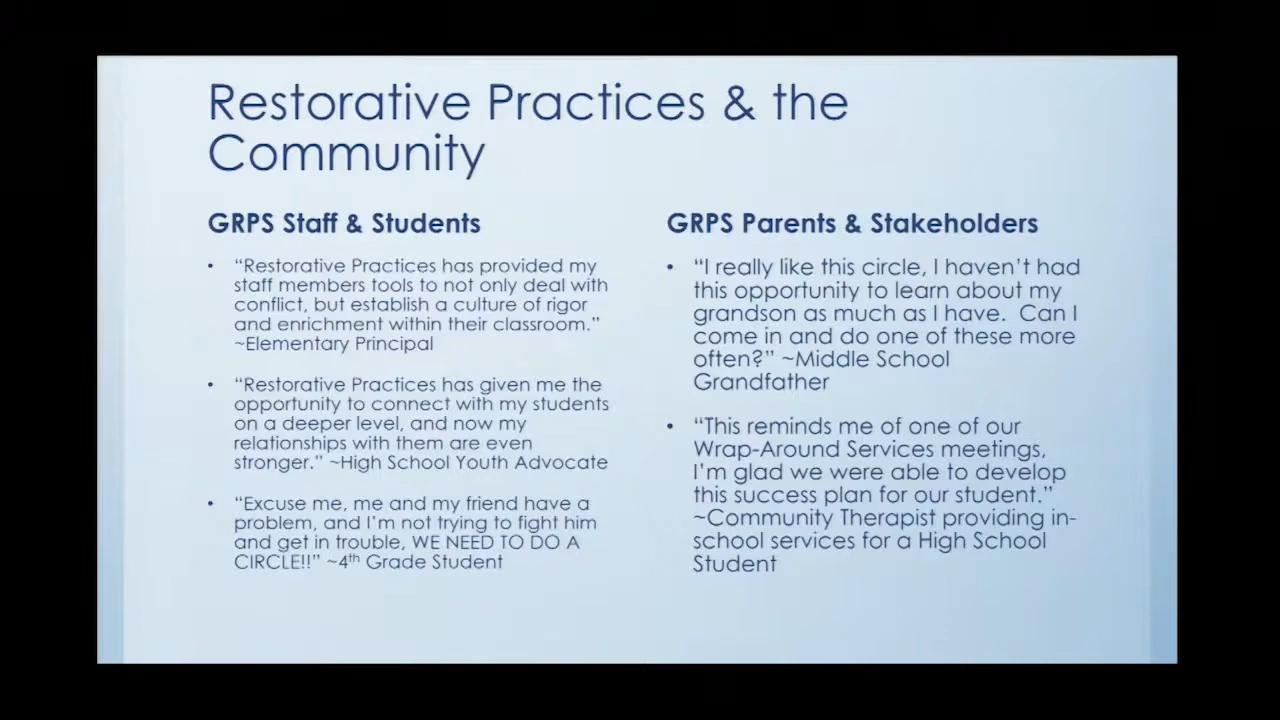 Restorative Practices & the
Community
GRPS Staff & Students
• “Restorative Practices has provided my
staff members tools to not only deal with
conflict, but establish a culture of rigor
and enrichment within their classroom.”
~Elementary Principal
• “Restorative Practices has given me the
opportunity to connect with my students
on a deeper level, and now my
relationships with them are even
stronger.” ~High School Youth Advocate
• “Excuse me, me and my friend have a
problem, and I’m not trying to fight him
and get in trouble, WE NEED TO DO A
CIRCLE!!” ~4th Grade Student
GRPS Parents & Stakeholders
• “I really like this circle, I haven’t had
this opportunity to learn about my
grandson as much as I have.  Can I
come in and do one of these more
often?” ~Middle School
Grandfather
• “This reminds me of one of our
Wrap-Around Services meetings,
I’m glad we were able to develop
this success plan for our student.”
~Community Therapist providing in-
school services for a High School
Student